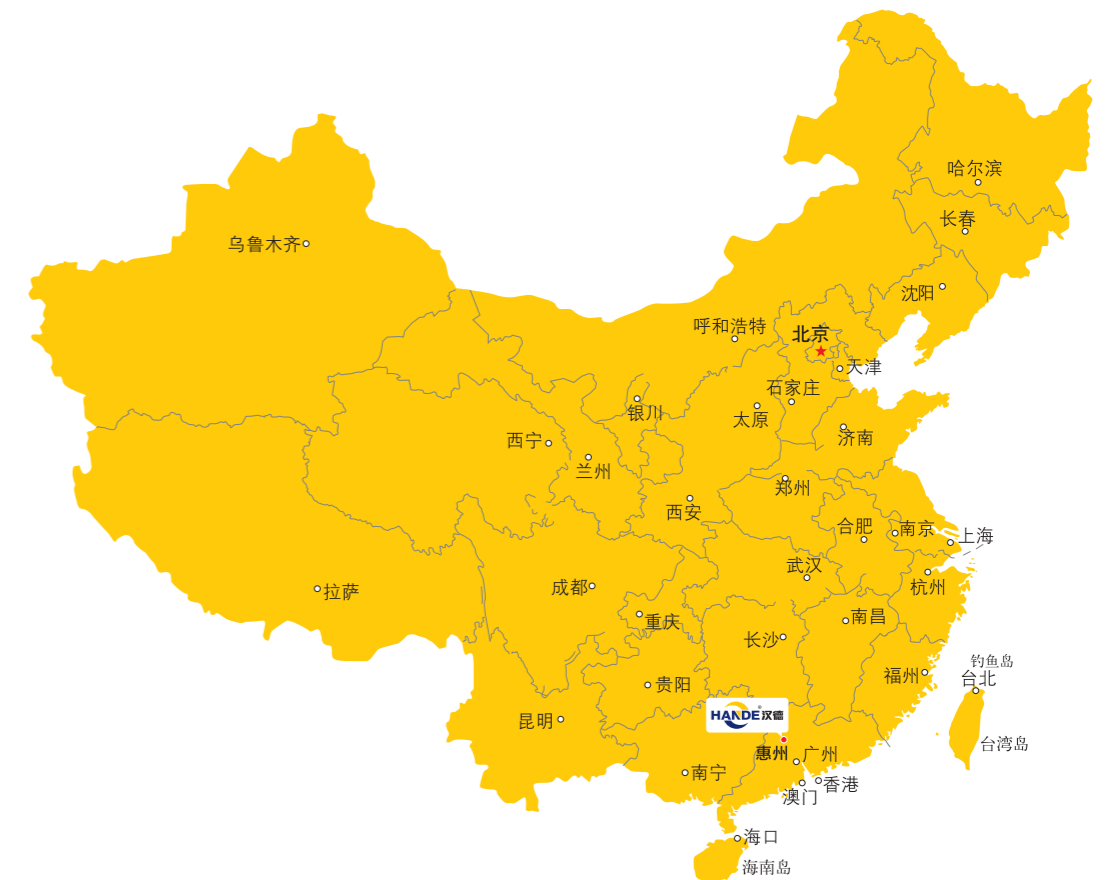 哈尔滨
长春
乌鲁木齐
沈阳
呼和浩特
北京
天津
石家庄
银川
太原
济南
西宁
兰州
郑州
西安
合肥
南京
上海
武汉
成都
杭州
拉萨
重庆
南昌
长沙
钓鱼岛
福州
台北
贵阳
HANDE®汉德
昆明
台湾岛
惠州
广州
南宁
香港
澳门
海口
海南岛